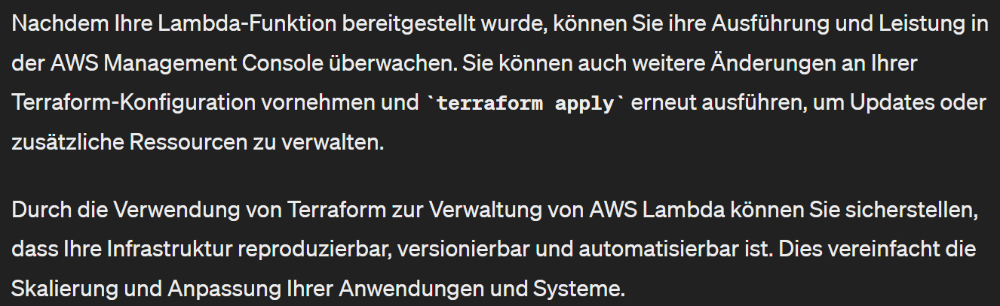 Nachdem Ihre Lambda-Funktion bereitgestellt wurde, können Sie ihre Ausführung und Leistung in
der AWS Management Console überwachen. Sie können auch weitere Änderungen an Ihrer
Terraform-Konfiguration vornehmen und `terraform apply` erneut ausführen, um Updates oder
zusätzliche Ressourcen zu verwalten.
Durch die Verwendung von Terraform zur Verwaltung von AWS Lambda können Sie sicherstellen,
dass Ihre Infrastruktur reproduzierbar, versionierbar und automatisierbar ist. Dies vereinfacht die
Skalierung und Anpassung Ihrer Anwendungen und Systeme.